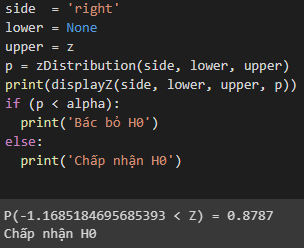 side  = 'right'
lower = None
upper = z
p = zDistribution(side, lower, upper)
print(displayZ(side, lower, upper, p))
if (p < alpha):
  print('Bác bỏ H0')
else:
  print('Chấp nhận H0')
P(-1.1685184695685393 < Z) = 0.8787
Chấp nhận H0